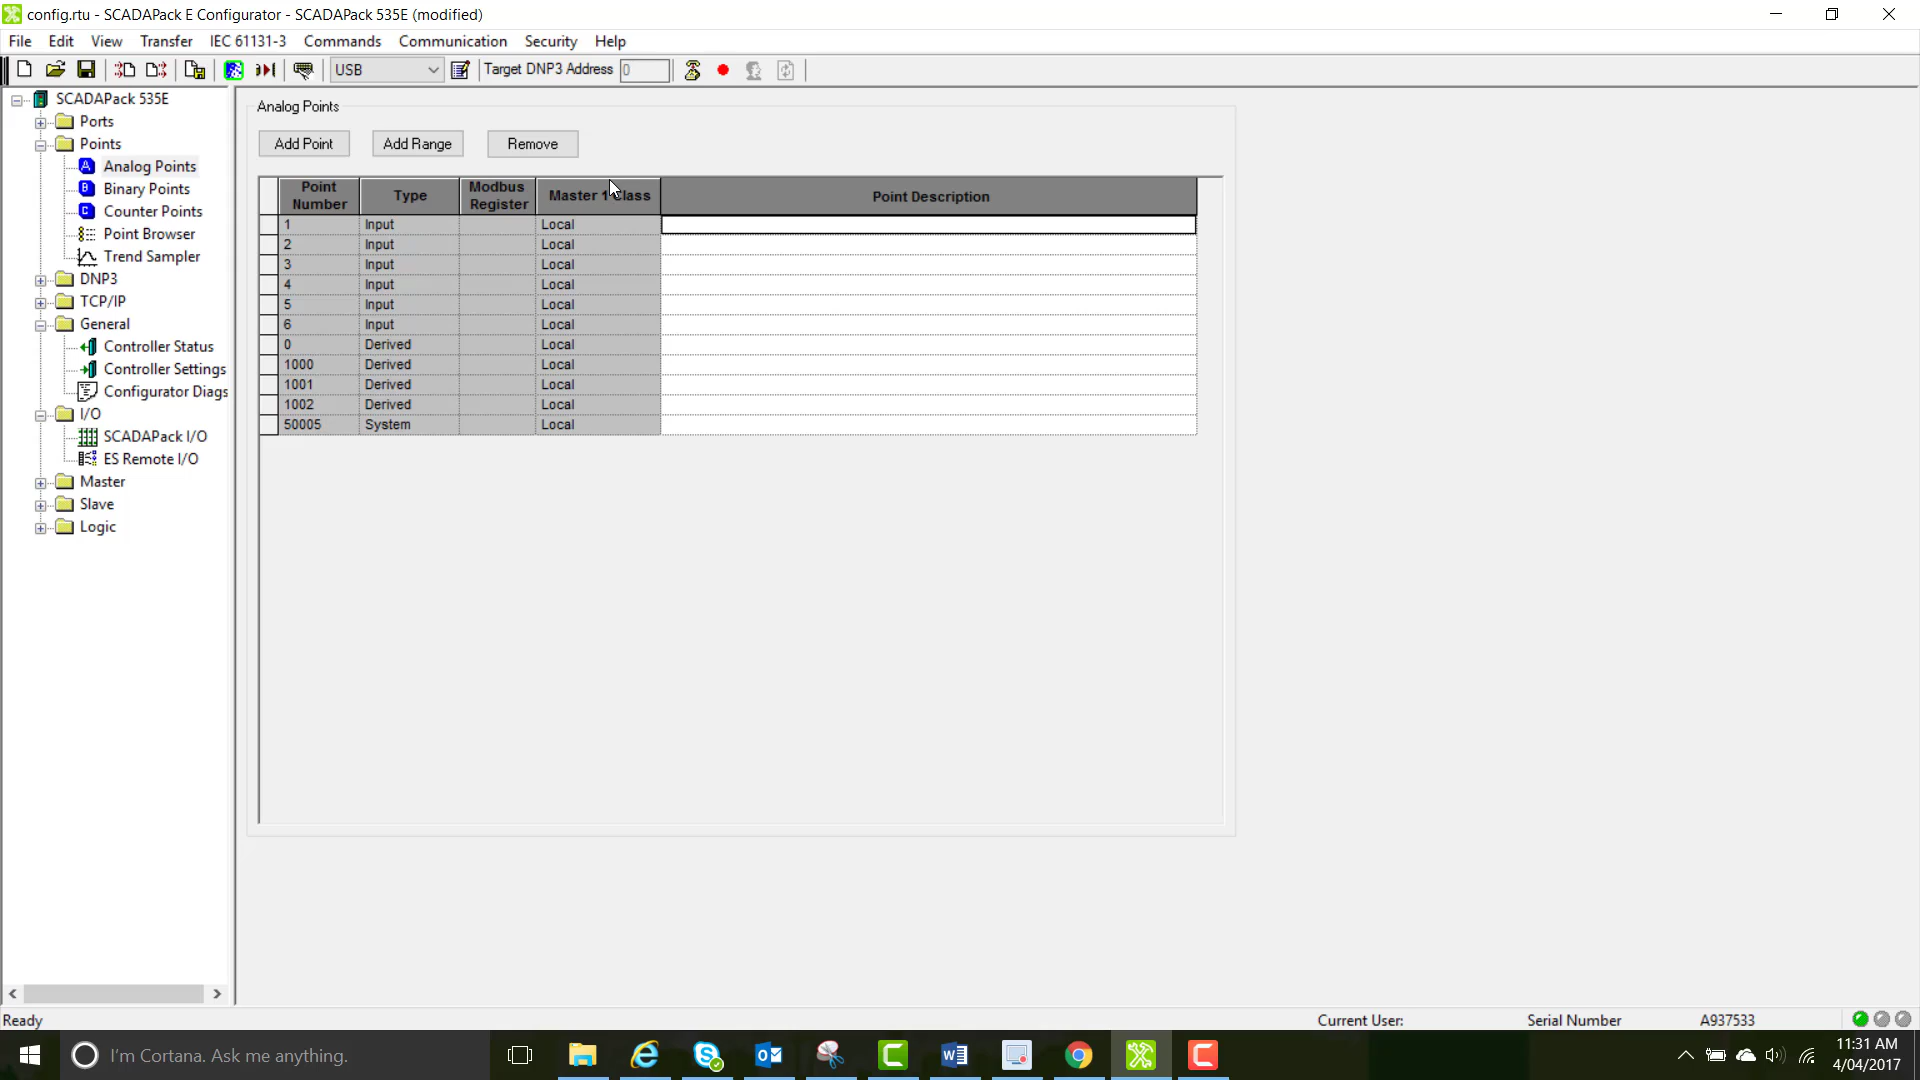 config.rtu - SCADAPack E Configurator - SCADAPack 535E (modified)
File Edit View Transfer IEC 61131-3 Commands Communication Security Help
USB Target DNP3 Address 0
SCADAPack 535E
Ports
Points
A Analog Points
B Binary Points
C Counter Points
Point Browser
Trend Sampler
DNP3
TCP/IP
General
Controller Status
Controller Settings
Configurator Diags
I/O
SCADAPack I/O
ES Remote I/O
Master
Slave
Logic
Analog Points
Add Point Add Range Remove
Point Number Type Modbus Register Master 1 Class Point Description
1 Input Local
2 Input Local
3 Input Local
4 Input Local
5 Input Local
6 Input Local
0 Derived Local
1000 Derived Local
1001 Derived Local
1002 Derived Local
50005 System Local
Ready Current User: Serial Number A937533
I'm Cortana. Ask me anything.
11:31 AM
4/04/2017